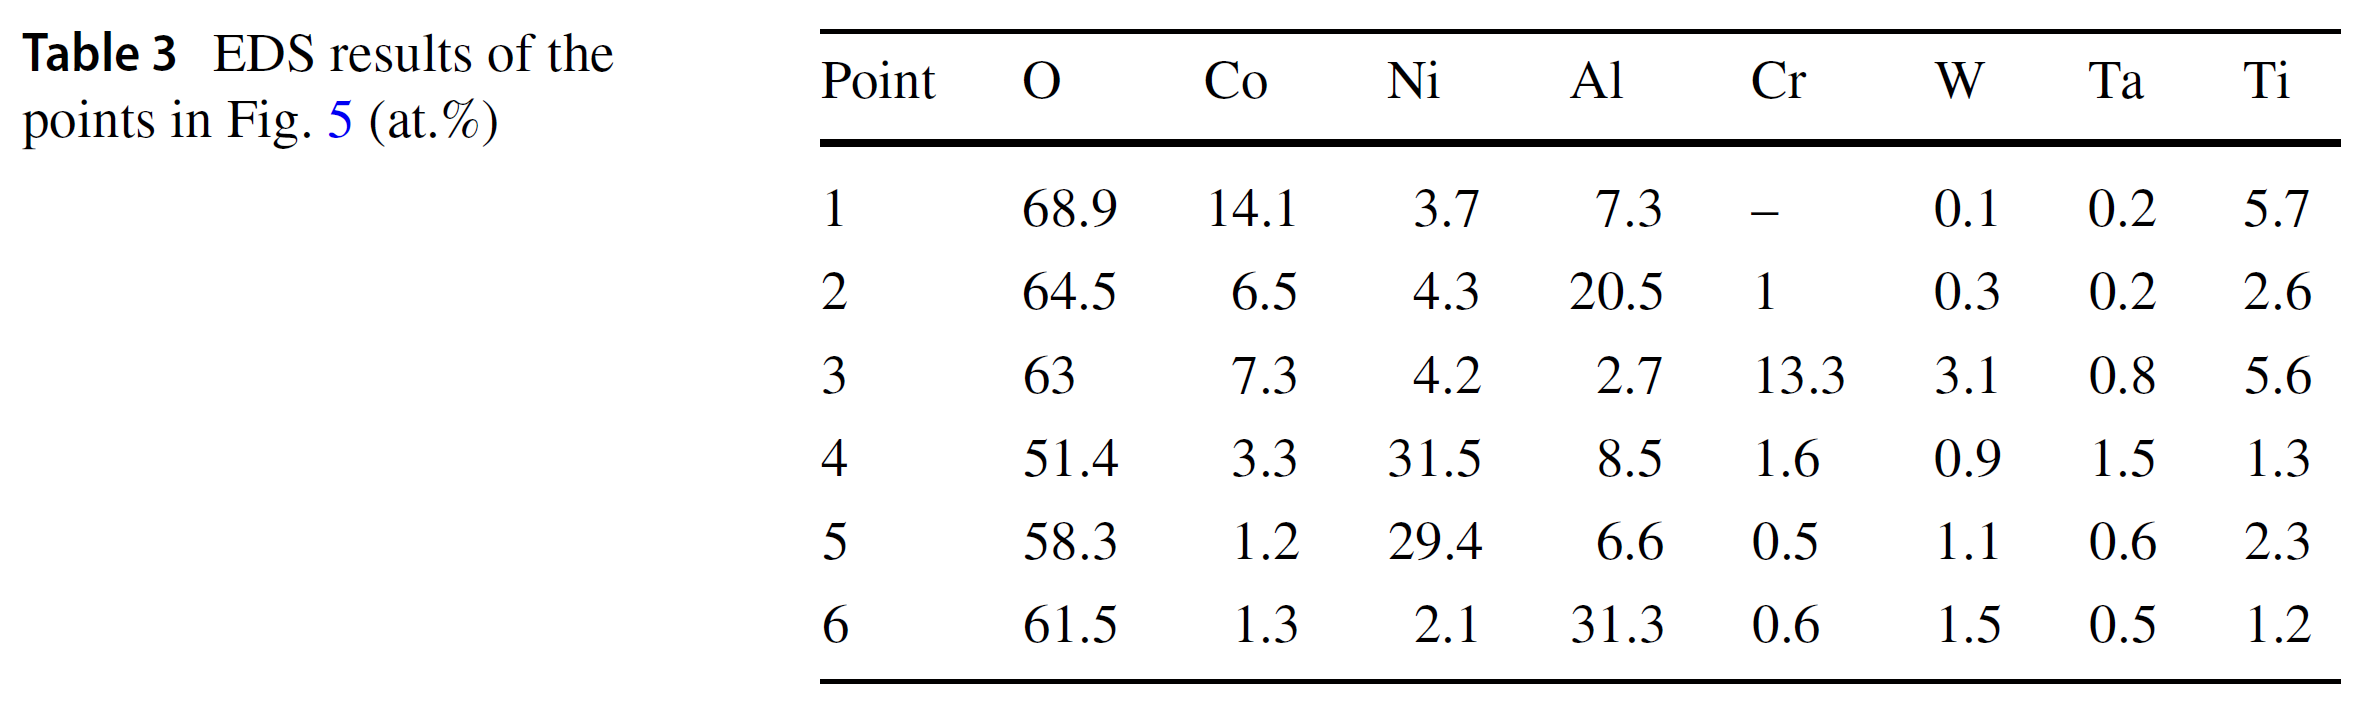 Table 3 EDS results of the
points in Fig. 5 (at.%)
Point O Co Ni Al Cr W Ta Ti
1 68.9 14.1 3.7 7.3 – 0.1 0.2 5.7
2 64.5 6.5 4.3 20.5 1 0.3 0.2 2.6
3 63 7.3 4.2 2.7 13.3 3.1 0.8 5.6
4 51.4 3.3 31.5 8.5 1.6 0.9 1.5 1.3
5 58.3 1.2 29.4 6.6 0.5 1.1 0.6 2.3
6 61.5 1.3 2.1 31.3 0.6 1.5 0.5 1.2